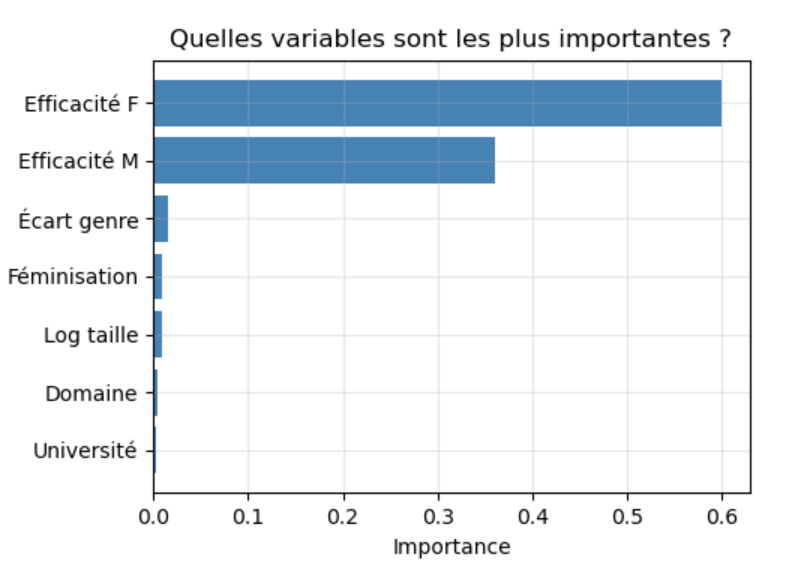 Quelles variables sont les plus importantes ?
Efficacité F
Efficacité M
Écart genre
Féminisation
Log taille
Domaine
Université
0.0 0.1 0.2 0.3 0.4 0.5 0.6
Importance